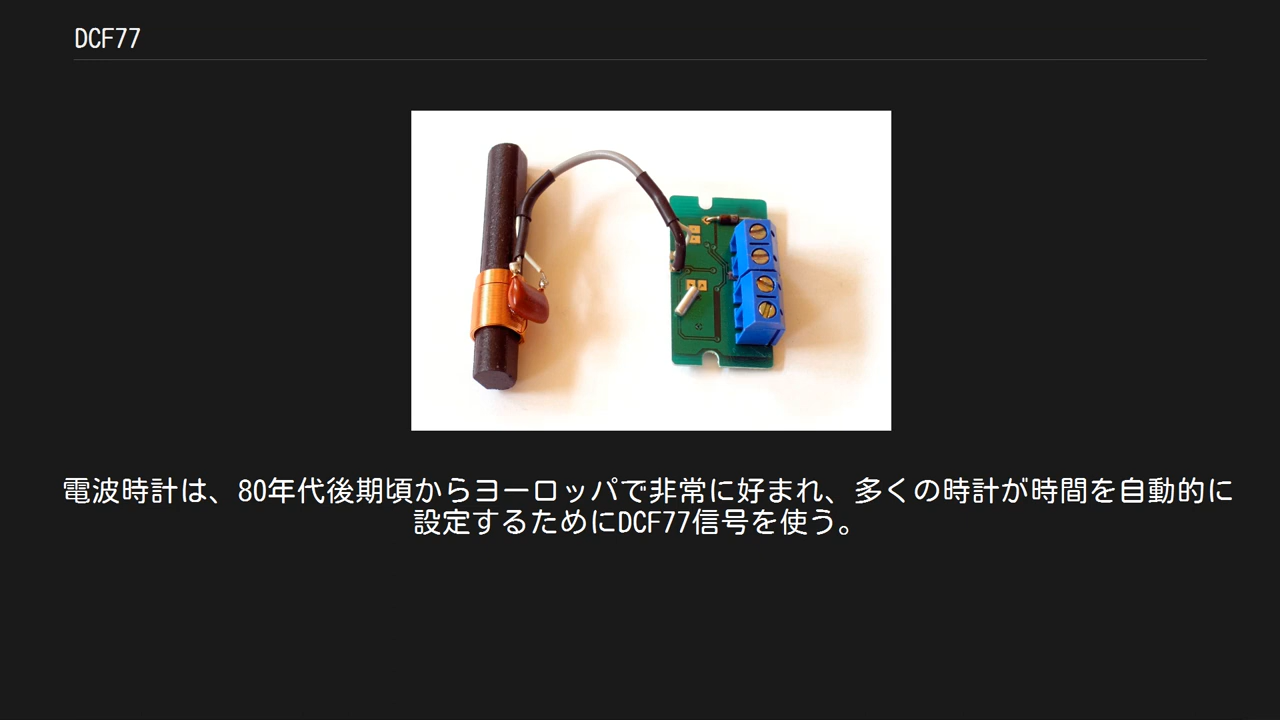 DCF77
電波時計は、80年代後期頃からヨーロッパで非常に好まれ、多くの時計が時間を自動的に
設定するためにDCF77信号を使う。